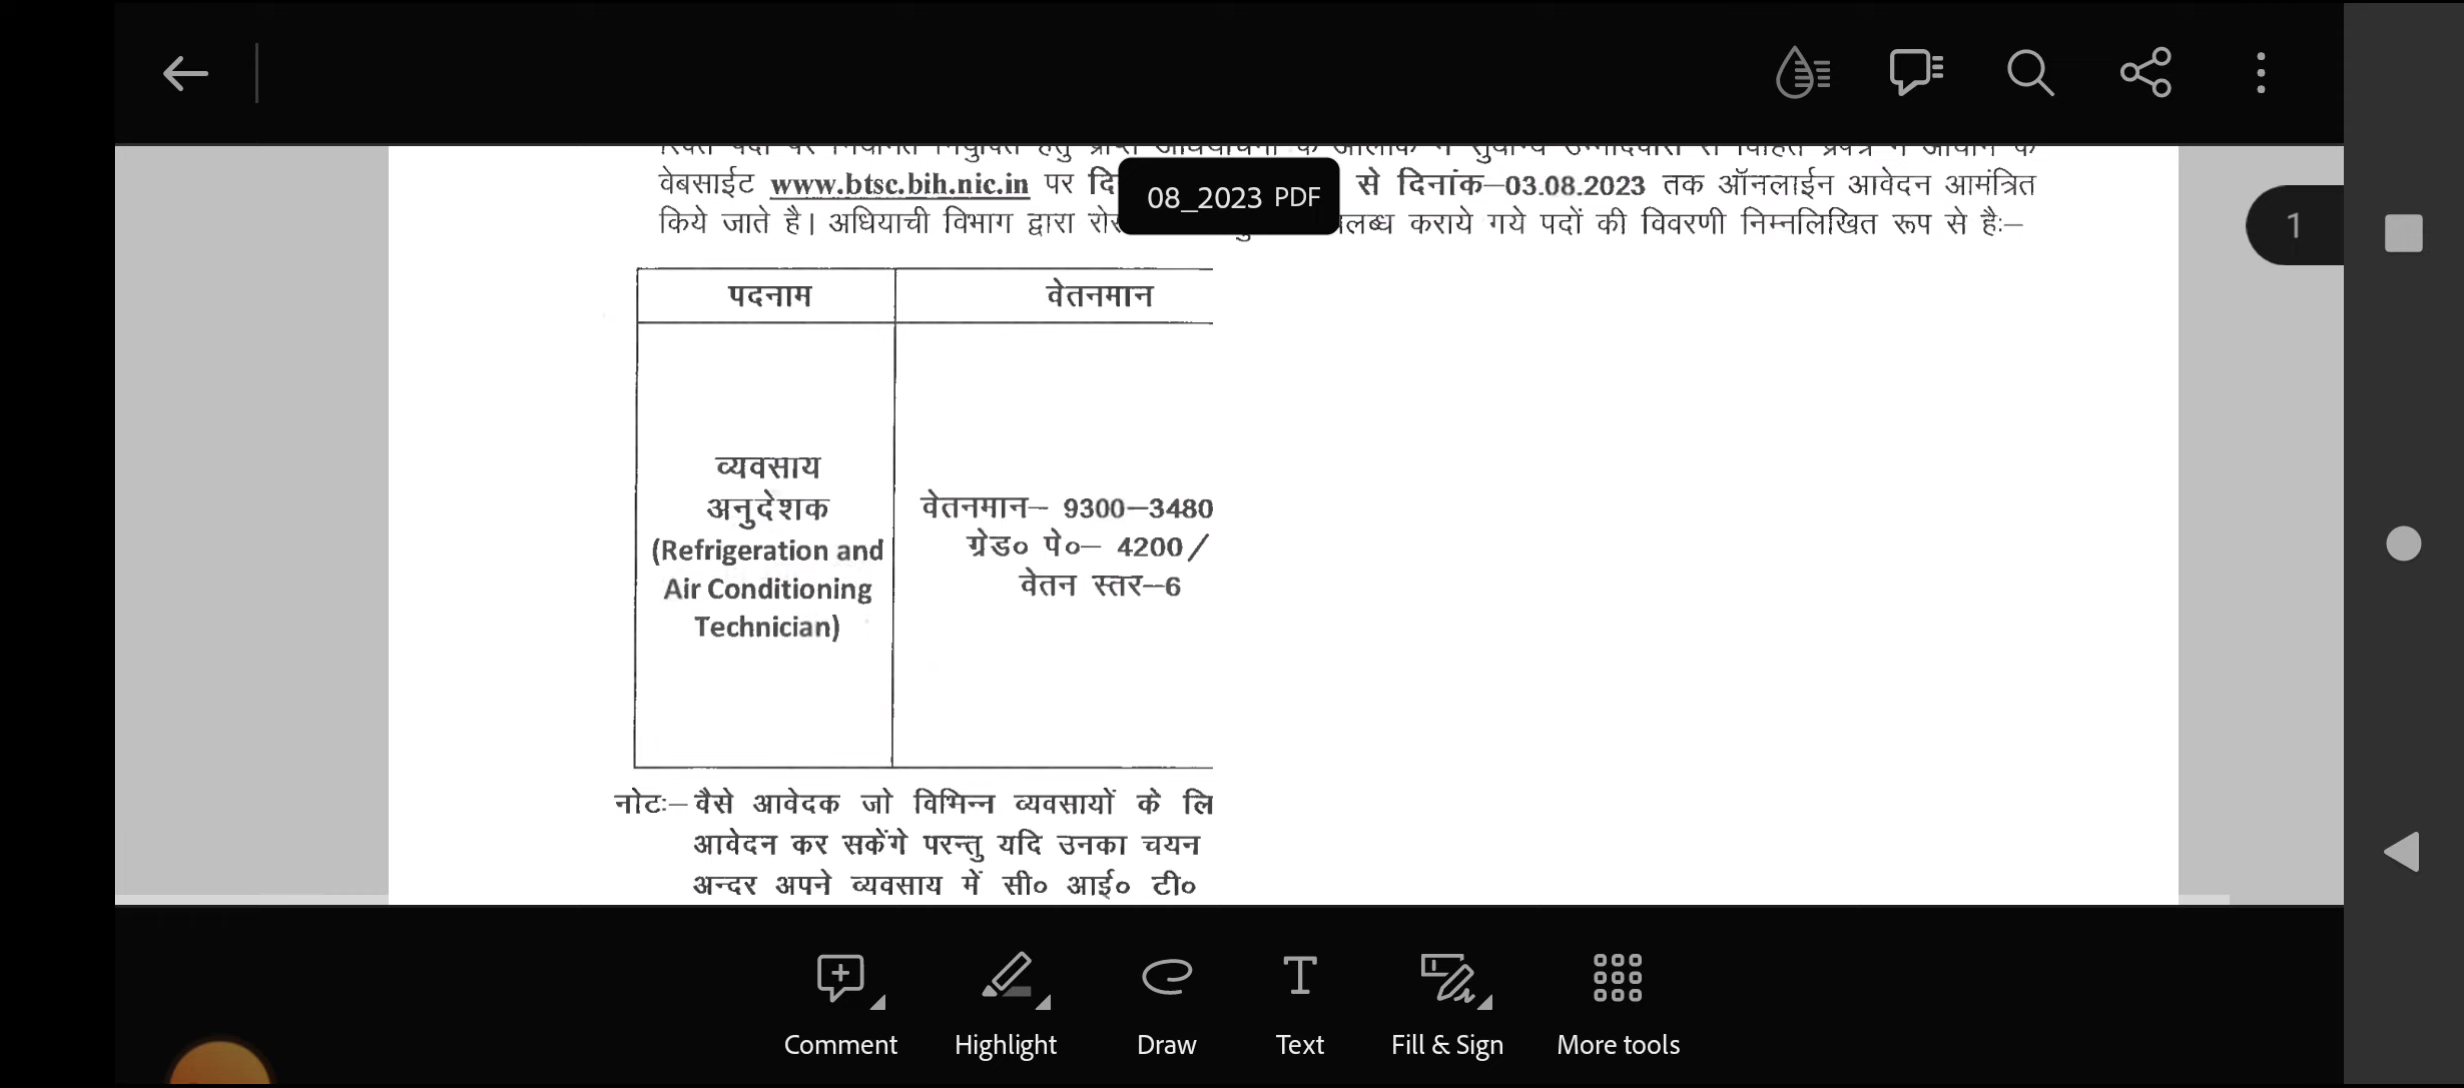 वेबसाईट www.btsc.bih.nic.in पर दि
08_2023 PDF
से दिनांक–03.08.2023 तक ऑनलाईन आवेदन आमंत्रित
किये जाते है। अधियाची विभाग द्वारा
कराये गये पदों की विवरणी निम्नलिखित रूप से हैः–
1
पदनाम
वेतनमान
व्यवसाय
अनुदेशक
(Refrigeration and
Air Conditioning
Technician)
वेतनमान– 9300–3480
ग्रेड० पे०– 4200/
वेतन स्तर–6
नोटः– वैसे आवेदक जो विभिन्न व्यवसायों के लि
आवेदन कर सकेंगे परन्तु यदि उनका चयन
अन्दर अपने व्यवसाय में सी० आई० टी०
Comment
Highlight
Draw
Text
Fill & Sign
More tools